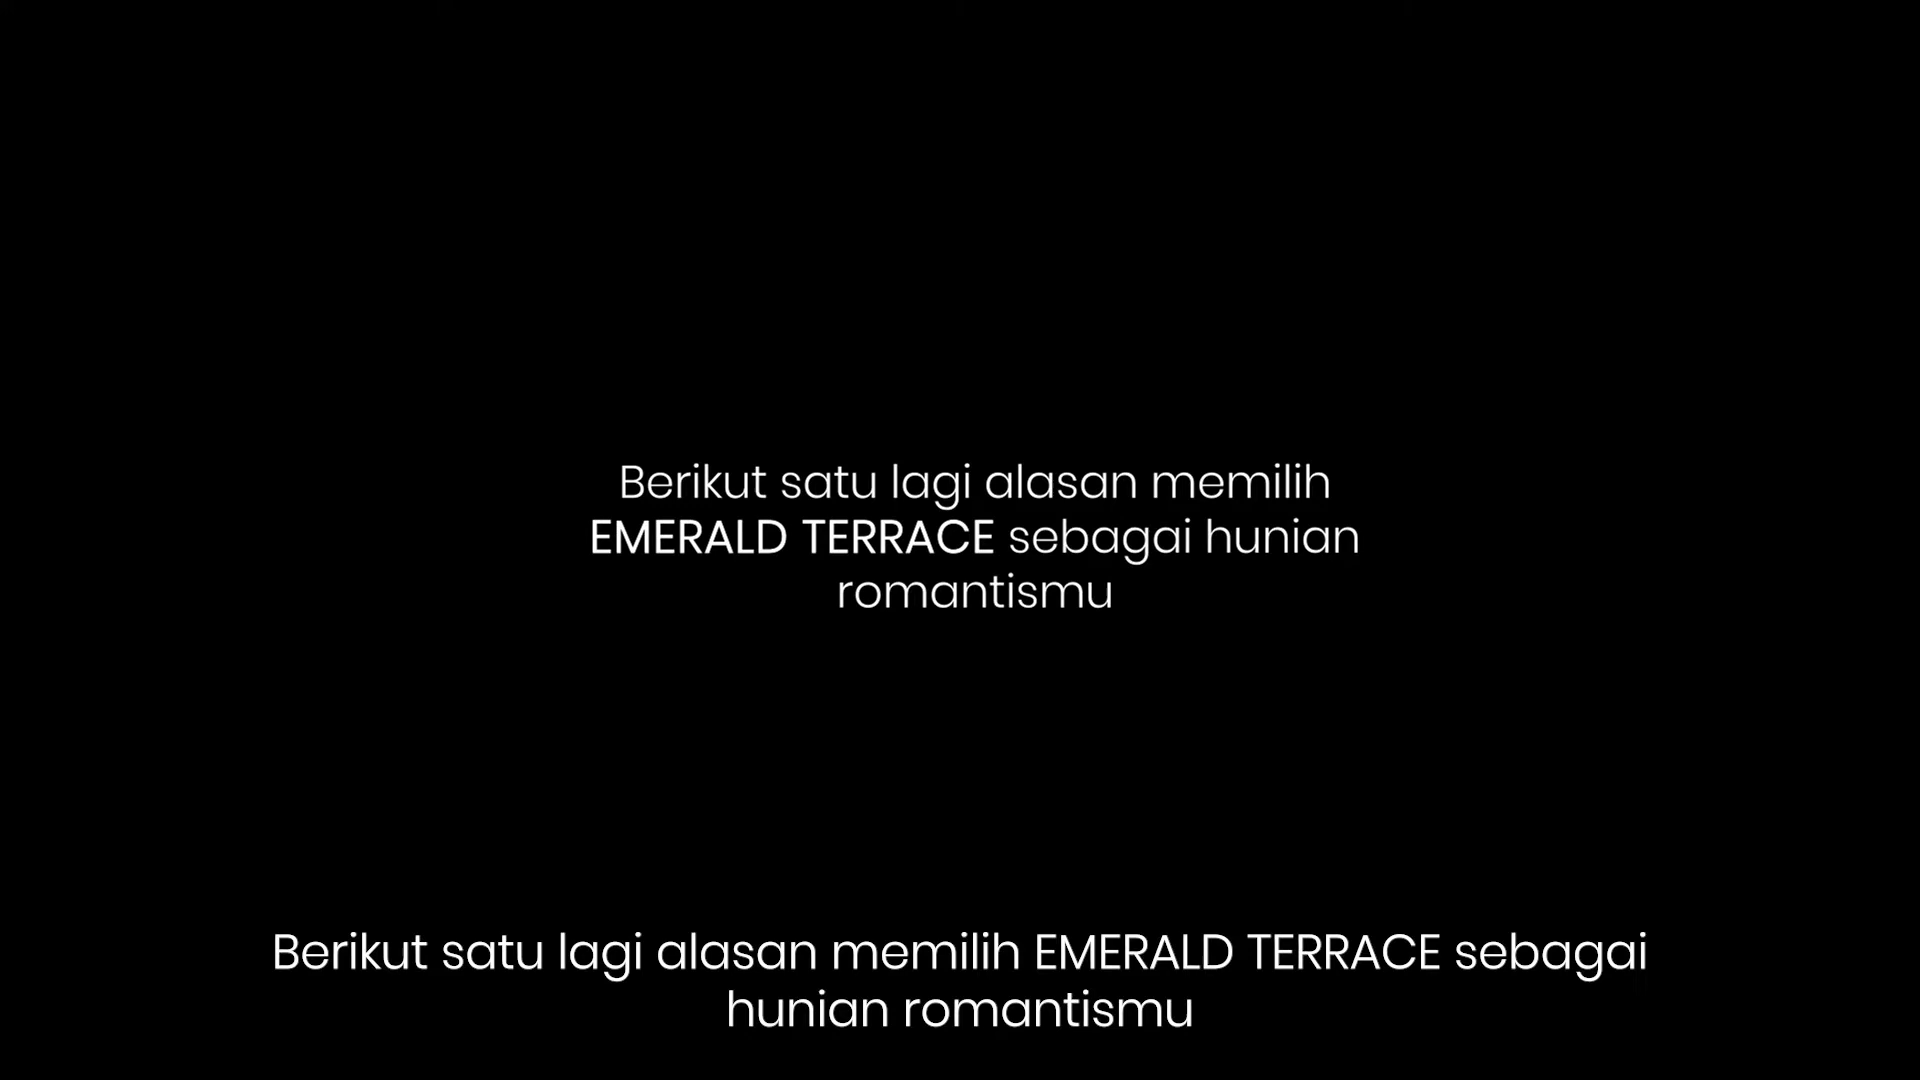 Berikut satu lagi alasan memilih
EMERALD TERRACE sebagai hunian
romantismu
Berikut satu lagi alasan memilih EMERALD TERRACE sebagai
hunian romantismu